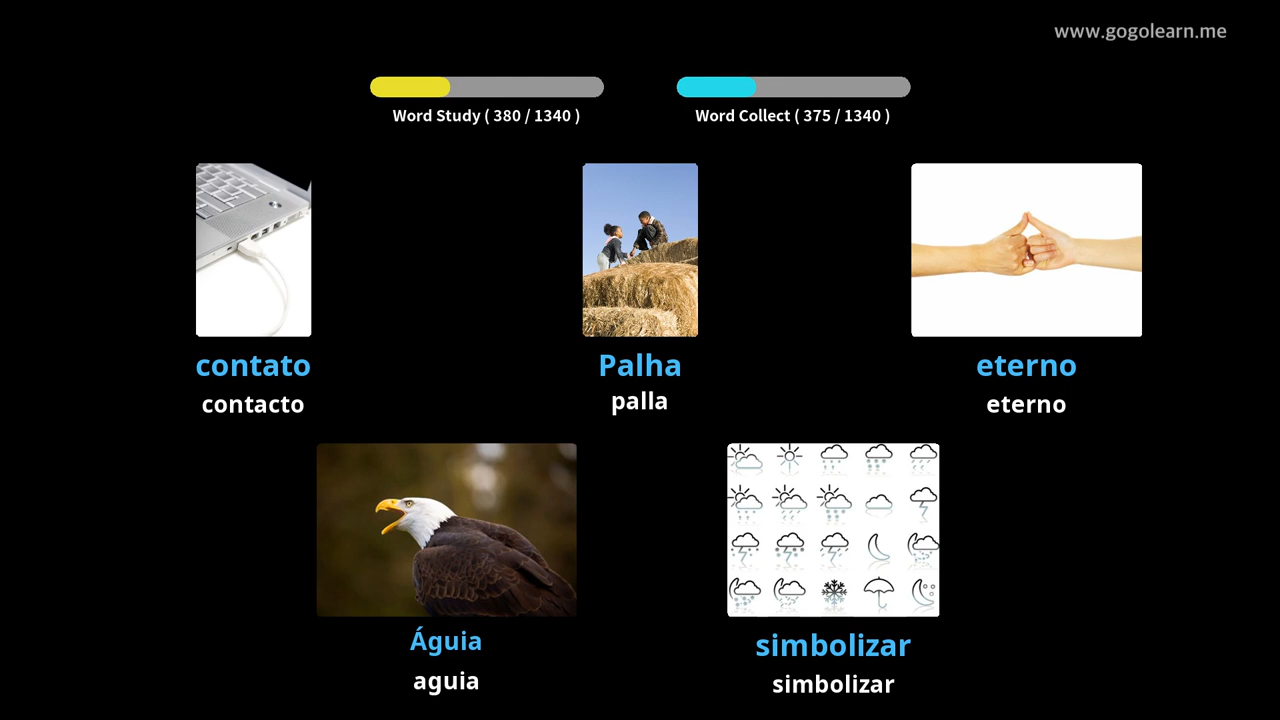 www.gogolearn.me
Word Study ( 380 / 1340 )
Word Collect ( 375 / 1340 )
contato
contacto
Palha
palla
eterno
eterno
Águia
aguia
simbolizar
simbolizar